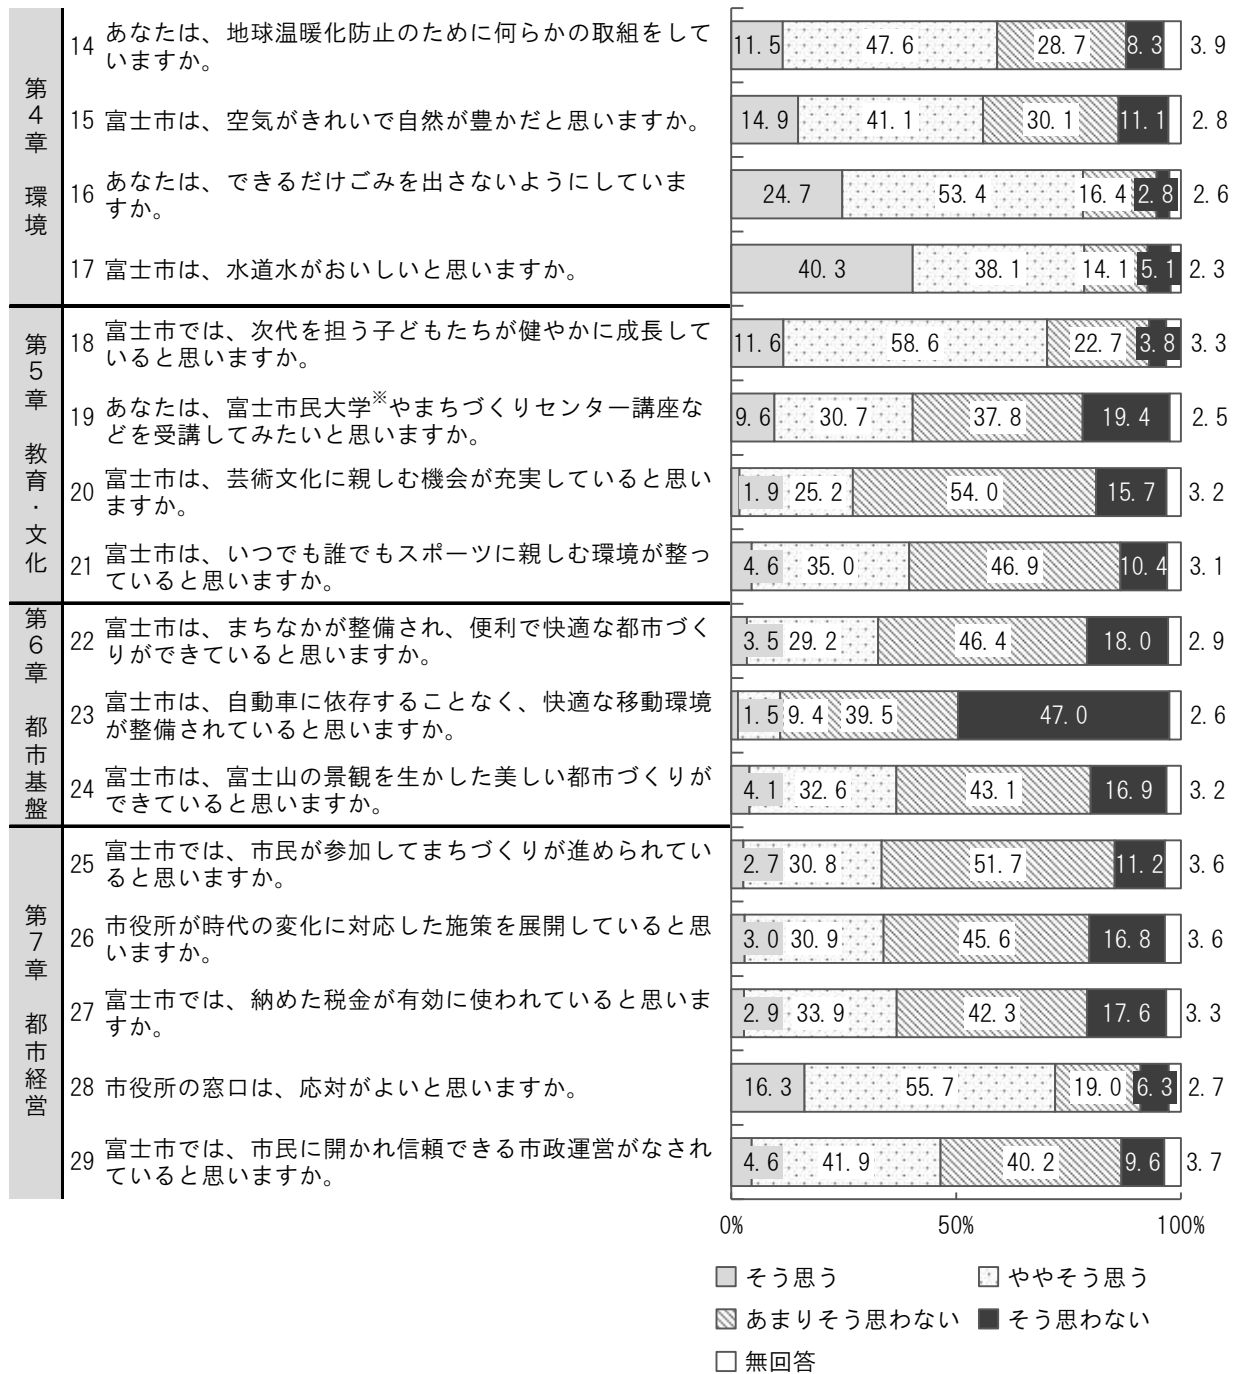 第4章 環境
14 あなたは、地球温暖化防止のために何らかの取組をして
いますか。
11.5 47.6 28.7 8.3 3.9
15 富士市は、空気がきれいで自然が豊かだと思いますか。
14.9 41.1 30.1 11.1 2.8
16 あなたは、できるだけごみを出さないようにしていま
すか。
24.7 53.4 16.4 2.8 2.6
17 富士市は、水道水がおいしいと思いますか。
40.3 38.1 14.1 5.1 2.3
第5章 教育・文化
18 富士市では、次代を担う子どもたちが健やかに成長して
いると思いますか。
11.6 58.6 22.7 3.8 3.3
19 あなたは、富士市民大学※やまちづくりセンター講座な
どを受講してみたいと思いますか。
9.6 30.7 37.8 19.4 2.5
20 富士市は、芸術文化に親しむ機会が充実していると思い
ますか。
1.9 25.2 54.0 15.7 3.2
21 富士市は、いつでも誰でもスポーツに親しむ環境が整っ
ていると思いますか。
4.6 35.0 46.9 10.4 3.1
第6章 都市基盤
22 富士市は、まちなかが整備され、便利で快適な都市づく
りができていると思いますか。
3.5 29.2 46.4 18.0 2.9
23 富士市は、自動車に依存することなく、快適な移動環境
が整備されていると思いますか。
1.5 9.4 39.5 47.0 2.6
24 富士市は、富士山の景観を生かした美しい都市づくりが
できていると思いますか。
4.1 32.6 43.1 16.9 3.2
第7章 都市経営
25 富士市では、市民が参加してまちづくりが進められてい
ると思いますか。
2.7 30.8 51.7 11.2 3.6
26 市役所が時代の変化に対応した施策を展開していると思
いますか。
3.0 30.9 45.6 16.8 3.6
27 富士市では、納めた税金が有効に使われていると思いま
すか。
2.9 33.9 42.3 17.6 3.3
28 市役所の窓口は、応対がよいと思いますか。
16.3 55.7 19.0 6.3 2.7
29 富士市では、市民に開かれ信頼できる市政運営がなされ
ていると思いますか。
4.6 41.9 40.2 9.6 3.7
0% 50% 100%
そう思う ややそう思う
あまりそう思わない そう思わない
無回答